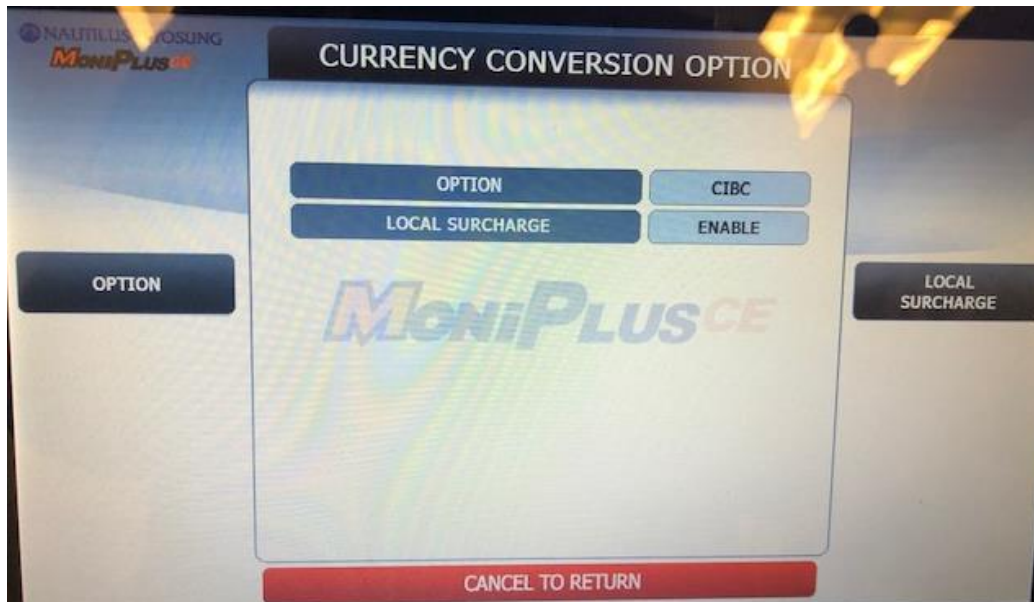 NAUTILUS HYOSUNG
MONIPLUS CE
CURRENCY CONVERSION OPTION
OPTION CIBC
LOCAL SURCHARGE ENABLE
OPTION
LOCAL
SURCHARGE
MONIPLUS CE
CANCEL TO RETURN